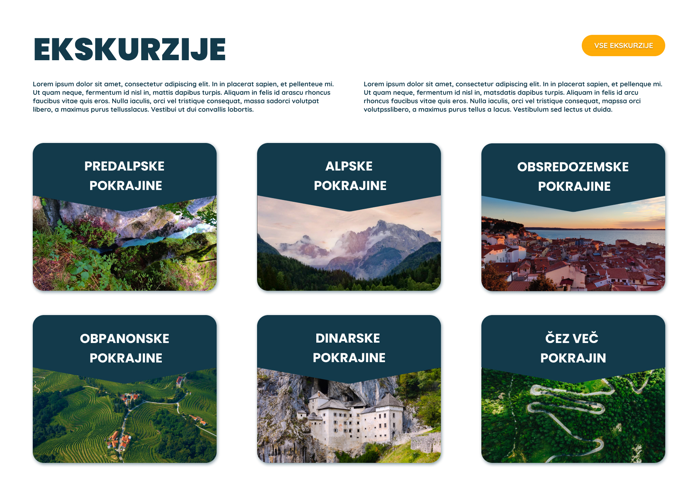 EKSKURZIJE
VSE EKSKURZIJE
Lorem ipsum dolor sit amet, consectetur adipiscing elit. In in placerat sapien, et pellenteue mi.
Ut quam neque, fermentum id nisl in, mattis dapibus turpis. Aliquam in felis id arascu rhoncus
faucibus vitae quis eros. Nulla iaculis, orci vel tristique consequat, massa sadorci volutpat
libero, a maximus purus tellusslacus. Vestibui ut dui convallis lobortis.
Lorem ipsum dolor sit amet, consectetur adipiscing elit. In in placerat sapien, et pellenque mi.
Ut quam neque, fermentum id nisl in, matsdatis dapibus turpis. Aliquam in felis id arcu
rhoncus faucibus vitae quis eros. Nulla iaculis, orci vel tristique consequat, mapssa orci
volutpsslibero, a maximus purus tellus a lacus. Vestibulum sed lectus ut duida.
PREDALPSKE
POKRAJINE
ALPSKE
POKRAJINE
OBSREDOZEMSKE
POKRAJINE
OBPANONSKE
POKRAJINE
DINARSKE
POKRAJINE
ČEZ VEČ
POKRAJIN